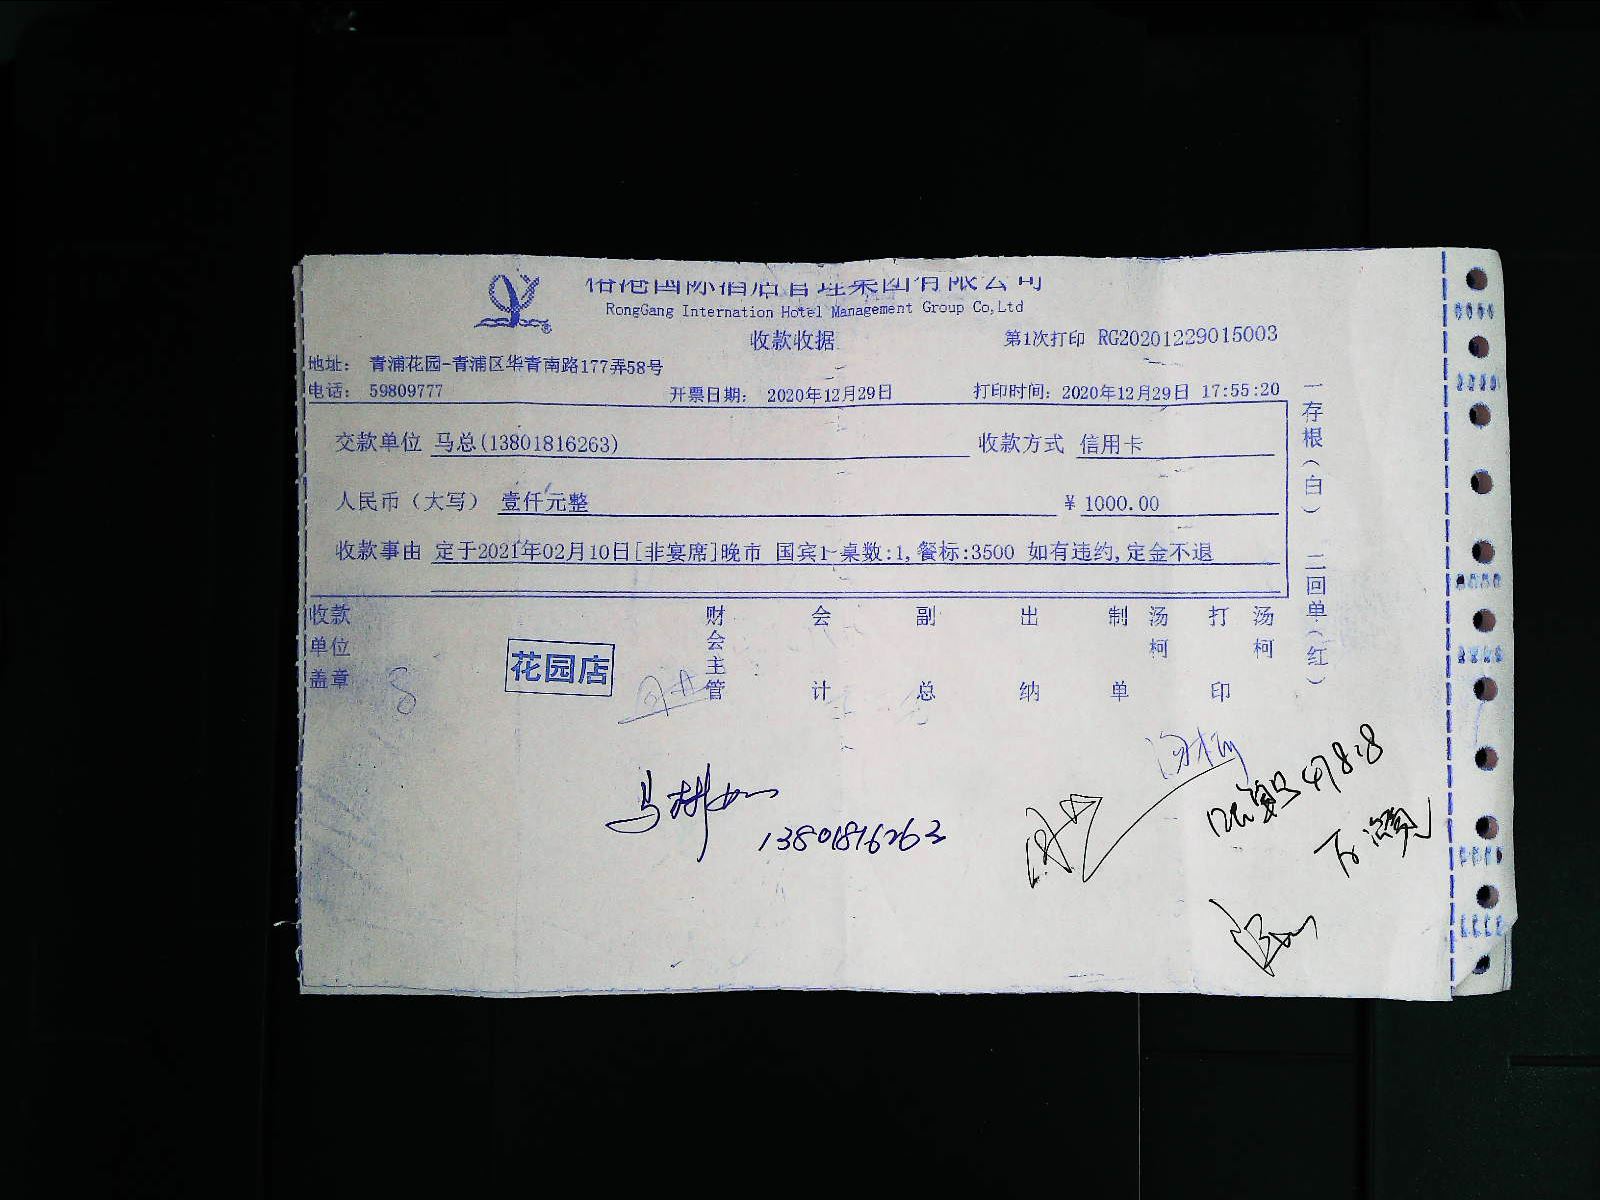 RongGang Internation Hotel Management Group Co,Ltd
收款收据
第1次打印 RG20201229015003
地址： 青浦花园-青浦区华青南路177弄58号
电话： 59809777
开票日期： 2020年12月29日
打印时间：2020年12月29日 17:55:20
交款单位 马总(13801816263)
收款方式 信用卡
人民币（大写） 壹仟元整
¥ 1000.00
收款事由 定于2021年02月10日[非宴席]晚市 国宾1-桌数:1,餐标:3500 如有违约,定金不退
一存根（白） 二回单（红）
收款单位盖章
花园店
财会主管
会计
副总
出纳
制单 汤柯
打印 汤柯
13801816263